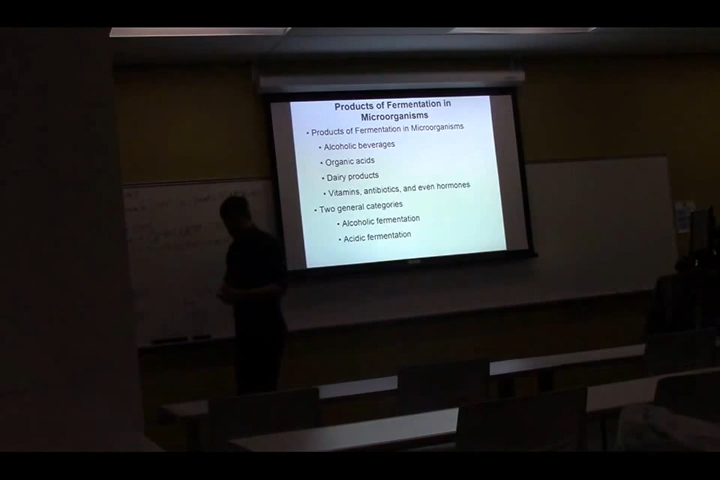 Products of Fermentation in
Microorganisms
• Products of Fermentation in Microorganisms
• Alcoholic beverages
• Organic acids
• Dairy products
• Vitamins, antibiotics, and even hormones
• Two general categories
• Alcoholic fermentation
• Acidic fermentation